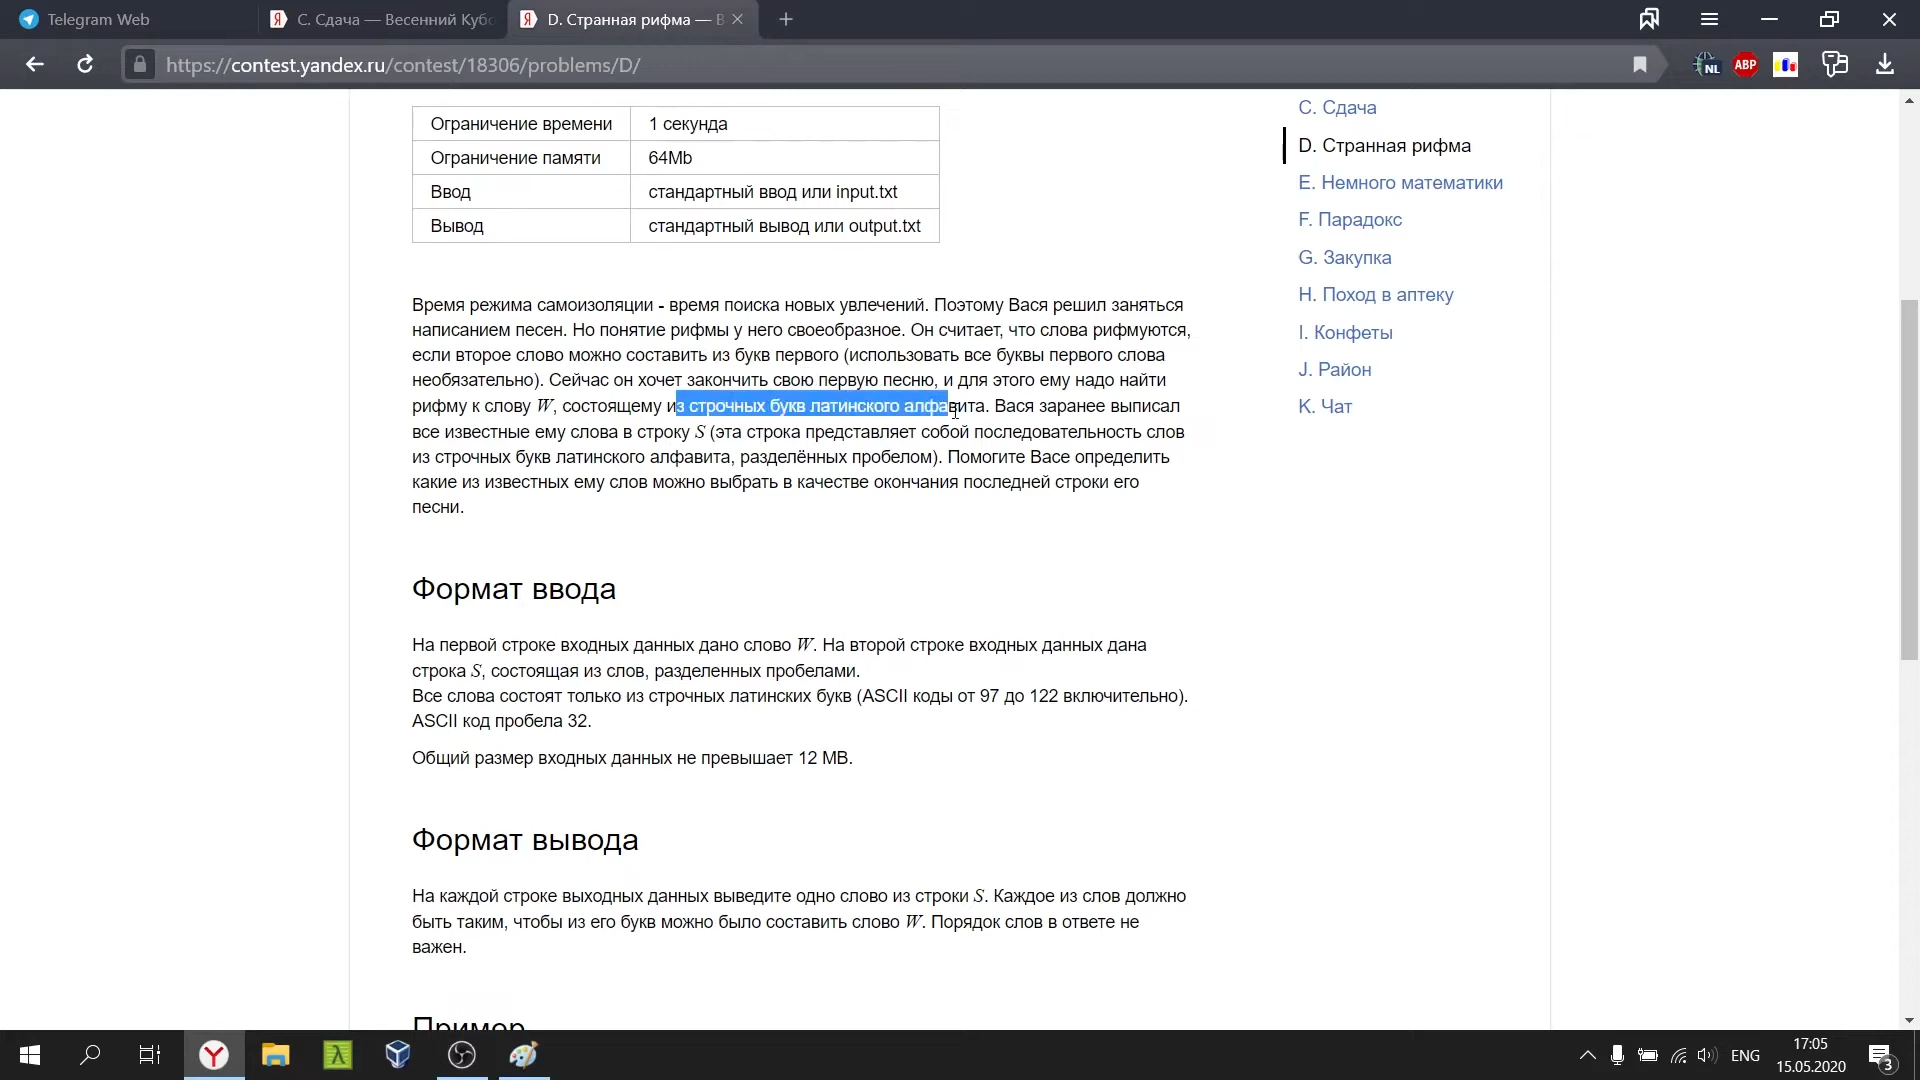 Telegram Web
C. Сдача — Весенний Кубо
D. Странная рифма — В
https://contest.yandex.ru/contest/18306/problems/D/
NL
ABP
Ограничение времени 1 секунда
Ограничение памяти 64Mb
Ввод стандартный ввод или input.txt
Вывод стандартный вывод или output.txt
Время режима самоизоляции - время поиска новых увлечений. Поэтому Вася решил заняться
написанием песен. Но понятие рифмы у него своеобразное. Он считает, что слова рифмуются,
если второе слово можно составить из букв первого (использовать все буквы первого слова
необязательно). Сейчас он хочет закончить свою первую песню, и для этого ему надо найти
рифму к слову W, состоящему из строчных букв латинского алфавита. Вася заранее выписал
все известные ему слова в строку S (эта строка представляет собой последовательность слов
из строчных букв латинского алфавита, разделённых пробелом). Помогите Васе определить
какие из известных ему слов можно выбрать в качестве окончания последней строки его
песни.
Формат ввода
На первой строке входных данных дано слово W. На второй строке входных данных дана
строка S, состоящая из слов, разделенных пробелами.
Все слова состоят только из строчных латинских букв (ASCII коды от 97 до 122 включительно).
ASCII код пробела 32.
Общий размер входных данных не превышает 12 MB.
Формат вывода
На каждой строке выходных данных выведите одно слово из строки S. Каждое из слов должно
быть таким, чтобы из его букв можно было составить слово W. Порядок слов в ответе не
важен.
Пример
C. Сдача
D. Странная рифма
E. Немного математики
F. Парадокс
G. Закупка
H. Поход в аптеку
I. Конфеты
J. Район
K. Чат
ENG
17:05
15.05.2020
3